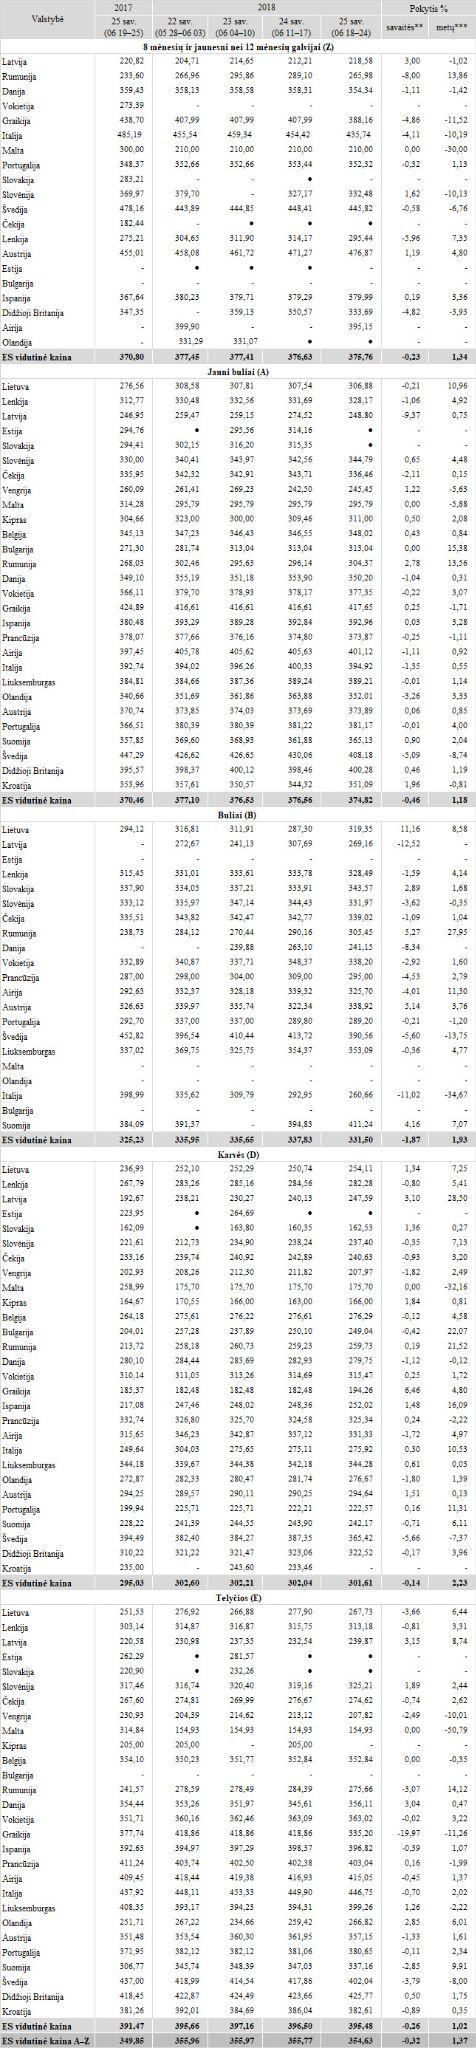 Valstybė 2017 2018 Pokytis %
25 sav. (06 19–25) 22 sav. (05 28–06 03) 23 sav. (06 04–10) 24 sav. (06 11–17) 25 sav. (06 18–24) savaitės** metų***
8 mėnesių ir jaunesni nei 12 mėnesių galvijai (Z)
Latvija 220,82 204,71 214,65 212,21 218,58 3,00 -1,02
Rumunija 233,60 266,96 295,86 289,10 265,98 -8,00 13,86
Danija 359,43 358,13 358,58 358,31 354,34 -1,11 -1,42
Vokietija 273,39 - - - - - -
Graikija 438,70 407,99 407,99 407,99 388,16 -4,86 -11,52
Italija 485,19 455,54 459,34 454,42 435,74 -4,11 -10,19
Malta 300,00 210,00 210,00 210,00 210,00 0,00 -30,00
Portugalija 348,37 352,66 352,66 353,44 352,32 -0,32 1,13
Slovakija 283,21 - - ● - - -
Slovėnija 369,97 379,70 - 327,17 332,48 1,62 -10,13
Švedija 478,16 443,89 444,85 448,41 445,82 -0,58 -6,76
Čekija 182,44 - ● ● ● - -
Lenkija 275,21 304,65 311,90 314,17 295,44 -5,96 7,35
Austrija 455,01 458,08 461,72 471,27 476,87 1,19 4,80
Estija - ● ● ● - - -
Bulgarija - - - - - - -
Ispanija 367,64 380,23 379,71 379,29 379,99 0,19 3,36
Didžioji Britanija 347,35 - 359,13 350,57 333,69 -4,82 -3,93
Airija - 399,90 - - 395,15 - -
Olandija - 331,29 331,07 ● ● - -
ES vidutinė kaina 370,80 377,45 377,41 376,63 375,76 -0,23 1,34
Jauni buliai (A)
Lietuva 276,56 308,58 307,81 307,54 306,88 -0,21 10,96
Lenkija 312,77 330,48 332,56 331,69 328,17 -1,06 4,92
Latvija 246,95 259,47 259,15 274,52 248,80 -9,37 0,75
Estija 294,76 ● 295,56 314,16 ● - -
Slovakija 294,41 302,15 316,20 315,35 ● - -
Slovėnija 330,00 340,41 343,97 342,56 344,79 0,65 4,48
Čekija 335,95 342,32 342,91 343,71 336,46 -2,11 0,15
Vengrija 260,09 261,41 269,23 242,50 245,45 1,22 -5,63
Malta 314,28 295,79 295,79 295,79 295,79 0,00 -5,88
Kipras 304,66 323,00 300,00 309,46 311,00 0,50 2,08
Belgija 345,13 347,23 346,43 346,55 348,02 0,43 0,84
Bulgarija 271,30 281,74 313,04 313,04 313,04 0,00 15,38
Rumunija 268,03 302,46 295,63 296,14 304,37 2,78 13,56
Danija 349,10 355,19 351,18 353,90 350,20 -1,04 0,31
Vokietija 366,11 379,70 378,93 378,17 377,35 -0,22 3,07
Graikija 424,89 416,61 416,61 416,61 417,65 0,25 -1,71
Ispanija 380,48 393,29 389,28 392,84 392,96 0,03 3,28
Prancūzija 378,07 377,66 376,16 374,80 373,87 -0,25 -1,11
Airija 397,45 405,78 405,62 405,63 401,12 -1,11 0,92
Italija 392,74 394,02 396,26 400,33 394,92 -1,35 0,55
Liuksemburgas 384,81 384,66 387,36 389,24 389,21 -0,01 1,14
Olandija 340,66 351,69 361,86 363,88 352,01 -3,26 3,33
Austrija 370,74 373,85 374,03 373,69 373,89 0,06 0,85
Portugalija 366,51 380,39 380,39 381,22 381,17 -0,01 4,00
Suomija 357,85 369,60 368,93 361,88 365,13 0,90 2,04
Švedija 447,29 426,62 426,65 430,06 408,18 -5,09 -8,74
Didžioji Britanija 395,57 398,37 400,12 398,46 400,28 0,46 1,19
Kroatija 353,96 357,61 350,57 344,32 351,09 1,96 -0,81
ES vidutinė kaina 370,46 377,10 376,53 376,56 374,82 -0,46 1,18
Buliai (B)
Lietuva 294,12 316,81 311,91 287,30 319,35 11,16 8,58
Latvija - 272,67 241,13 307,69 269,16 -12,52 -
Estija - - - - - - -
Lenkija 315,45 331,01 333,61 333,78 328,49 -1,59 4,14
Slovakija 337,90 334,05 337,21 333,91 343,57 2,89 1,68
Slovėnija 333,12 335,97 347,14 344,43 331,97 -3,62 -0,35
Čekija 335,51 343,82 342,47 342,77 339,02 -1,09 1,04
Rumunija 238,73 284,12 270,44 290,16 305,45 5,27 27,95
Danija - - 239,88 263,10 241,15 -8,34 -
Vokietija 332,89 340,87 337,71 348,37 338,20 -2,92 1,60
Prancūzija 287,00 298,00 304,00 309,00 295,00 -4,53 2,79
Airija 292,63 332,37 328,18 339,32 325,70 -4,01 11,30
Austrija 326,63 339,97 335,74 322,34 338,92 5,14 3,76
Portugalija 292,70 337,00 337,00 289,80 289,20 -0,21 -1,20
Švedija 452,82 396,54 410,44 413,72 390,56 -5,60 -13,75
Liuksemburgas 337,02 369,75 325,75 354,37 353,09 -0,36 4,77
Malta - - - - - - -
Olandija - - - - - - -
Italija 398,99 335,62 309,79 292,95 260,66 -11,02 -34,67
Bulgarija - - - - - - -
Suomija 384,09 391,37 - 394,83 411,24 4,16 7,07
ES vidutinė kaina 325,23 335,95 335,65 337,83 331,50 -1,87 1,93
Karvės (D)
Lietuva 236,93 252,10 252,29 250,74 254,11 1,34 7,25
Lenkija 267,79 283,26 285,16 284,56 282,28 -0,80 5,41
Latvija 192,67 238,21 230,27 240,13 247,59 3,10 28,50
Estija 223,95 ● 264,69 ● ● - -
Slovakija 162,09 ● 163,80 160,35 162,53 1,36 0,27
Slovėnija 221,61 212,73 234,90 238,24 237,40 -0,35 7,13
Čekija 233,16 239,74 240,92 242,89 240,63 -0,93 3,20
Vengrija 202,93 208,26 212,30 211,82 207,97 -1,82 2,49
Malta 258,99 175,70 175,70 175,70 175,70 0,00 -32,16
Kipras 164,67 170,55 166,00 163,00 166,00 1,84 0,81
Belgija 264,18 275,61 276,22 276,61 276,29 -0,12 4,58
Bulgarija 204,01 257,28 237,89 250,10 249,04 -0,42 22,07
Rumunija 213,72 258,18 260,73 259,23 259,73 0,19 21,52
Danija 280,10 284,44 283,69 282,93 279,75 -1,12 -0,12
Vokietija 310,14 311,05 313,26 314,69 315,47 0,25 1,72
Graikija 185,37 182,48 182,48 182,48 194,26 6,46 4,80
Ispanija 217,08 247,46 248,02 248,36 252,02 1,48 16,09
Prancūzija 332,74 326,80 325,70 324,58 325,34 0,24 -2,22
Airija 315,65 346,23 342,87 337,12 331,33 -1,72 4,97
Italija 249,64 304,03 275,65 275,11 275,92 0,30 10,53
Liuksemburgas 344,18 339,67 344,38 342,18 344,28 0,61 0,03
Olandija 272,87 282,33 280,47 281,74 276,67 -1,80 1,39
Austrija 294,25 289,57 290,11 290,25 294,64 1,51 0,13
Portugalija 199,94 225,71 225,71 222,21 222,57 0,16 11,31
Suomija 228,22 241,39 244,55 243,90 242,17 -0,71 6,11
Švedija 394,49 382,40 384,27 387,35 365,42 -5,66 -7,37
Didžioji Britanija 310,22 321,22 321,47 323,06 322,52 -0,17 3,96
Kroatija 235,00 - 243,60 233,46 - - -
ES vidutinė kaina 295,03 302,60 302,21 302,04 301,61 -0,14 2,23
Telyčios (E)
Lietuva 251,53 276,92 266,88 277,90 267,73 -3,66 6,44
Lenkija 303,14 314,87 316,87 315,75 313,18 -0,81 3,31
Latvija 220,58 230,98 237,35 232,54 239,87 3,15 8,74
Estija 262,29 ● 281,57 ● ● - -
Slovakija 220,90 ● 232,26 ● ● - -
Slovėnija 317,46 316,74 320,40 319,16 325,21 1,89 2,44
Čekija 267,60 274,81 269,99 276,67 274,62 -0,74 2,62
Vengrija 230,93 204,39 214,62 213,12 207,82 -2,49 -10,01
Malta 314,84 154,93 154,93 154,93 154,93 0,00 -50,79
Kipras 205,00 205,00 - 205,00 - - -
Belgija 354,10 350,23 351,77 352,84 352,84 0,00 -0,35
Bulgarija - - - - - - -
Rumunija 241,57 278,59 278,49 284,39 275,66 -3,07 14,12
Danija 354,44 353,26 351,97 345,61 356,11 3,04 0,47
Vokietija 351,71 360,16 362,46 363,09 363,02 -0,02 3,22
Graikija 377,74 418,86 418,86 418,86 335,20 -19,97 -11,26
Ispanija 392,63 394,97 397,29 398,37 396,82 -0,39 1,07
Prancūzija 411,24 403,74 402,50 402,38 403,04 0,16 -1,99
Airija 409,45 418,44 419,38 416,93 415,05 -0,45 1,37
Italija 437,92 448,11 453,33 449,90 446,75 -0,70 2,02
Liuksemburgas 408,35 393,17 394,23 394,31 399,26 1,26 -2,22
Olandija 251,71 267,22 234,66 259,42 266,82 2,85 6,01
Austrija 351,48 353,54 360,30 361,95 357,15 -1,33 1,61
Portugalija 371,95 382,12 382,12 381,06 380,65 -0,11 2,34
Suomija 306,77 345,74 348,39 347,03 337,16 -2,85 9,91
Švedija 437,00 418,99 414,54 417,86 402,04 -3,79 -8,00
Didžioji Britanija 418,45 422,87 424,49 423,66 425,77 0,50 1,75
Kroatija 381,26 392,01 384,69 386,04 382,61 -0,89 0,35
ES vidutinė kaina 391,47 395,66 397,16 396,50 395,48 -0,26 1,02
ES vidutinė kaina A–Z 349,85 355,96 355,97 355,77 354,63 -0,32 1,37